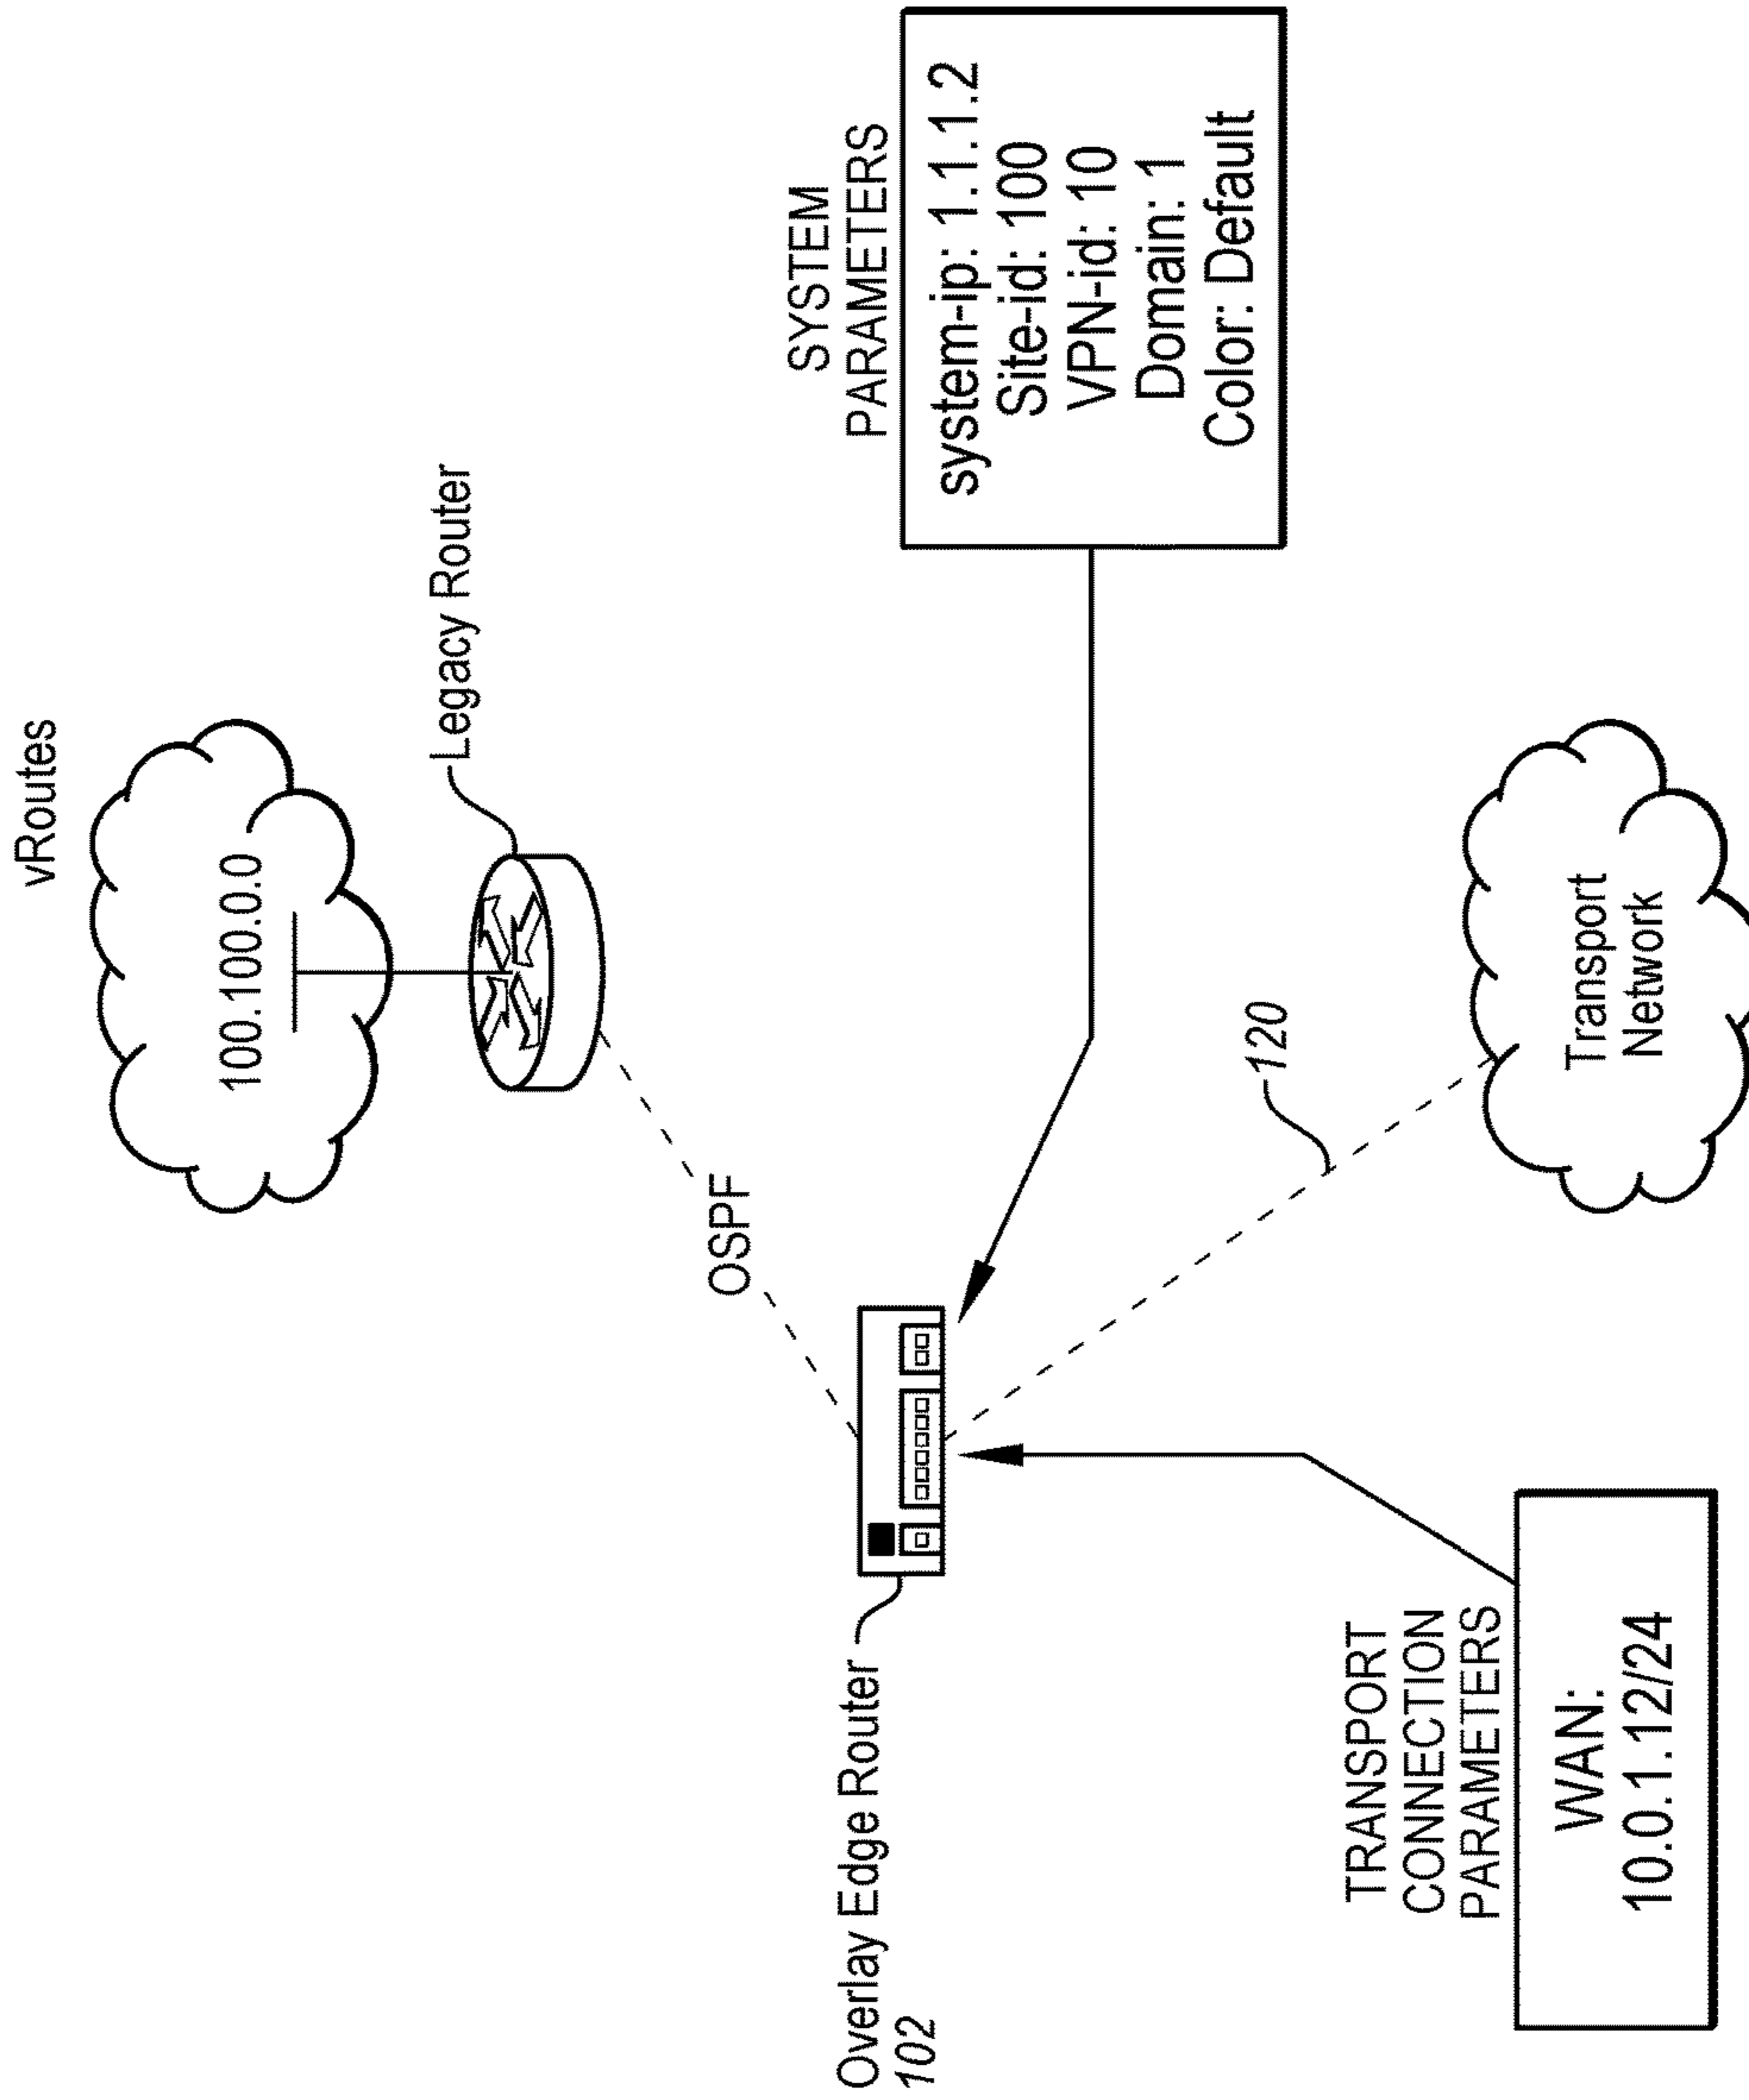 vRoutes
100.100.0.0
Legacy Router
OSPF
SYSTEM
PARAMETERS
system-ip: 1.1.1.2
Site-id: 100
VPN-id: 10
Domain: 1
Color: Default
Overlay Edge Router
102
120
TRANSPORT
CONNECTION
PARAMETERS
WAN:
10.0.1.12/24
Transport
Network